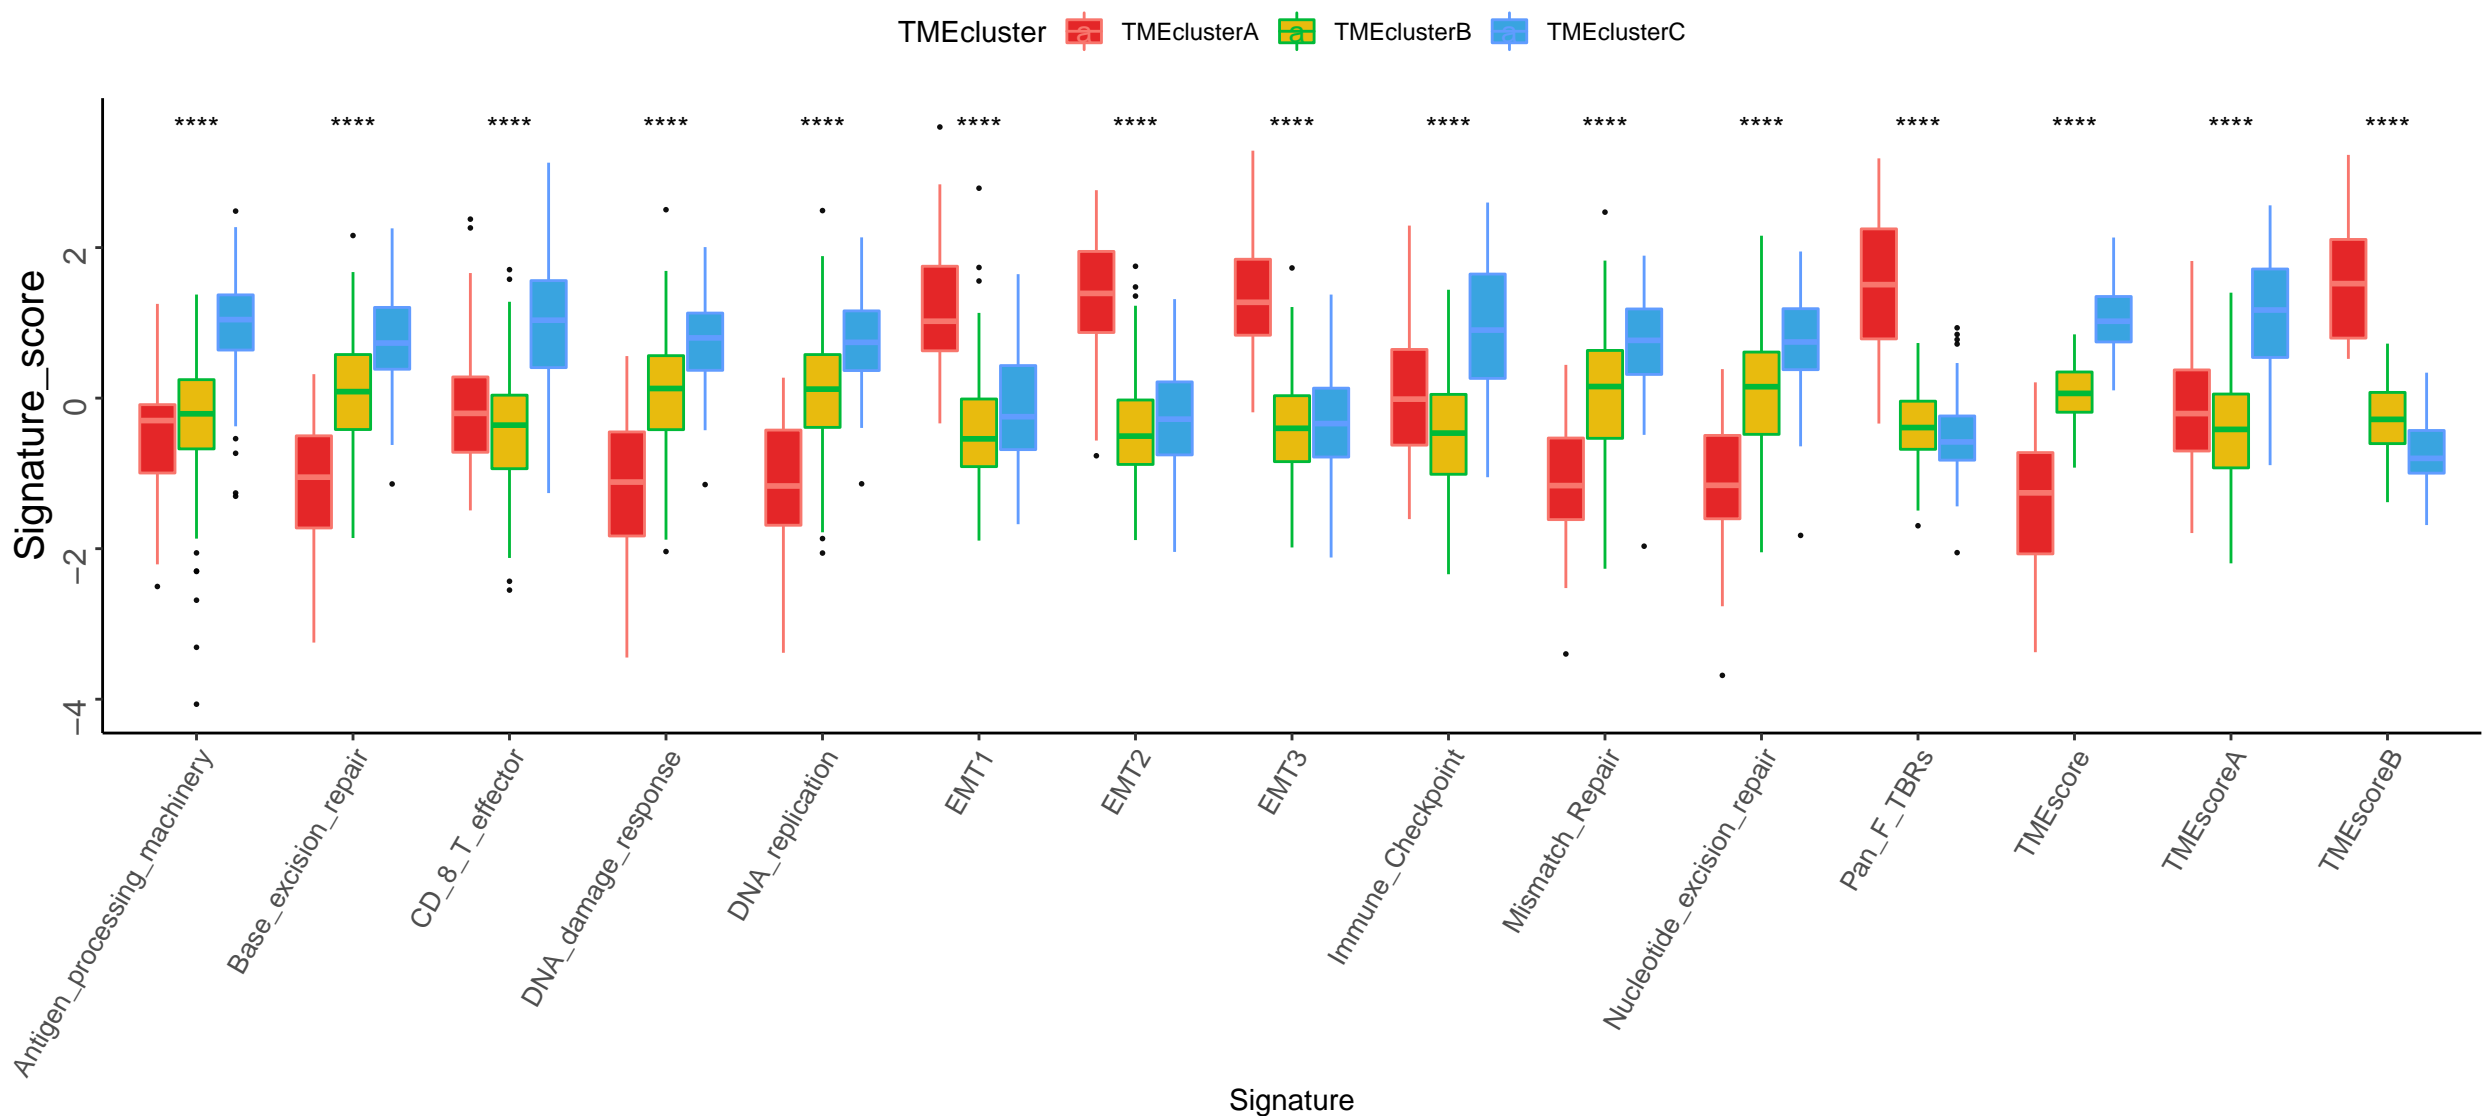 TMEcluster a TMEclusterA a TMEclusterB a TMEclusterC
**** **** **** **** **** **** **** **** **** **** **** **** **** **** ****
Signature_score
2
0
−2
−4
Antigen_processing_machinery
Base_excision_repair
CD_8_T_effector
DNA_damage_response
DNA_replication
EMT1
EMT2
EMT3
Immune_Checkpoint
Mismatch_Repair
Nucleotide_excision_repair
Pan_F_TBRs
TMEscore
TMEscoreA
TMEscoreB
Signature